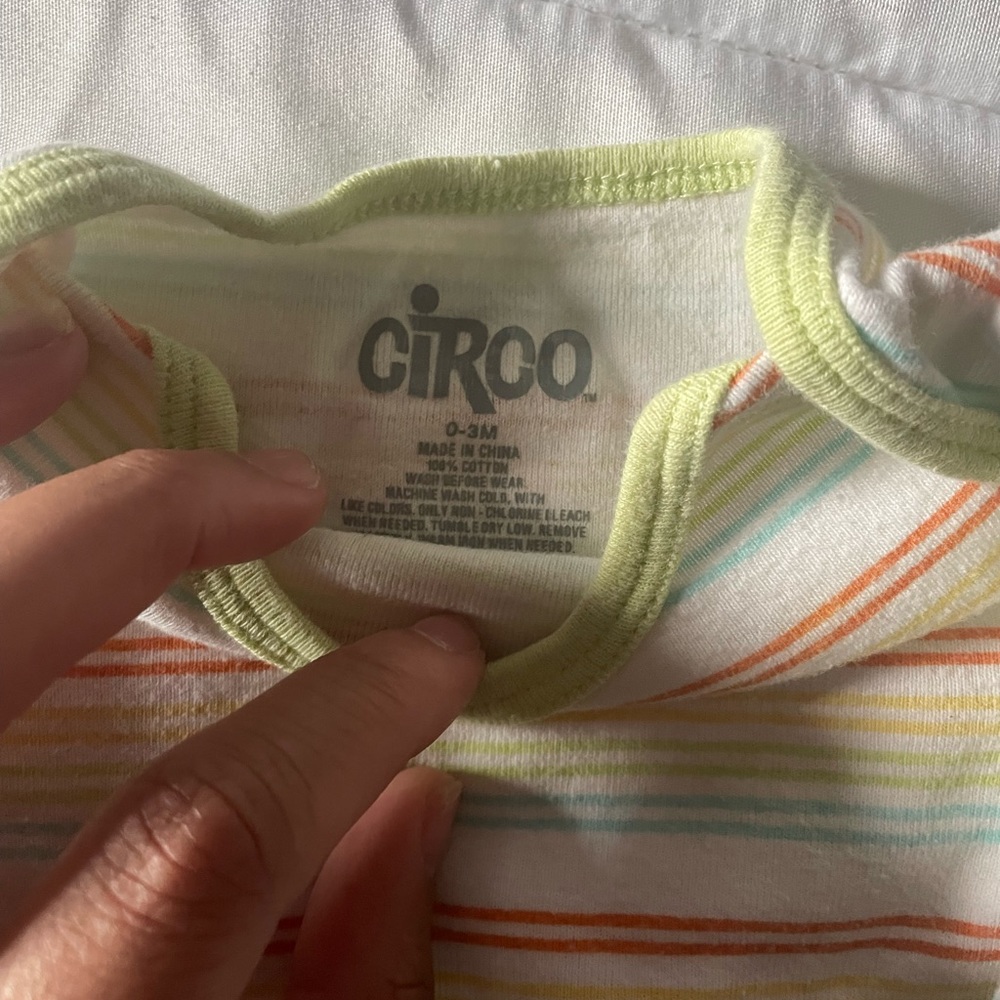 CiRCO
TM
0-3M
MADE IN CHINA
100% COTTON
WASH BEFORE WEAR
MACHINE WASH COLD, WITH
LIKE COLORS. ONLY NON-CHLORINE BLEACH
WHEN NEEDED. TUMBLE DRY LOW. REMOVE
WARM IRON WHEN NEEDED.